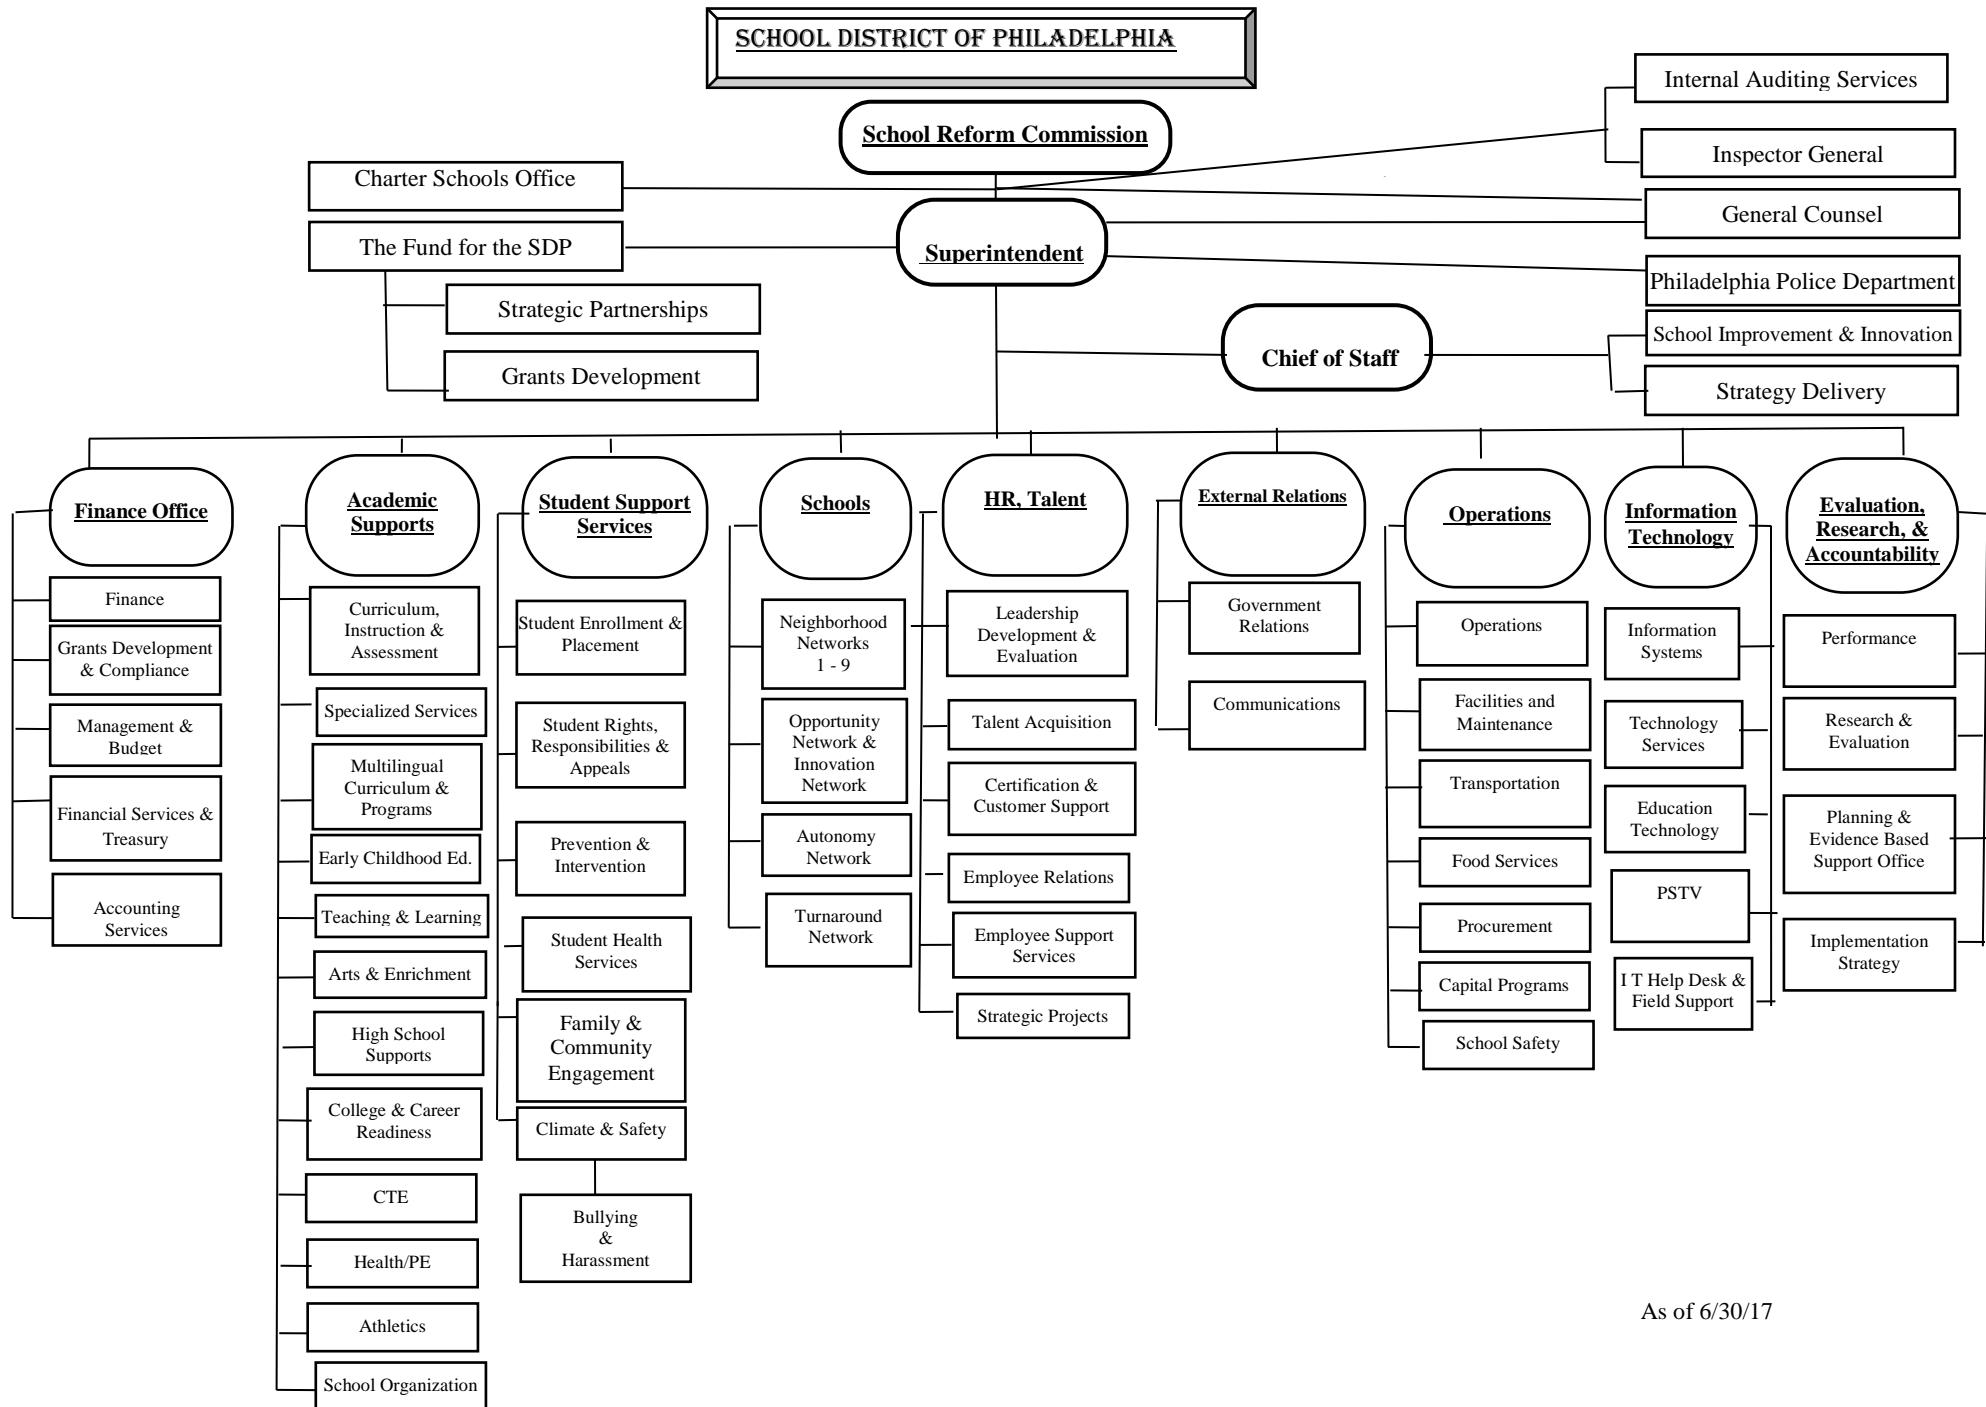 SCHOOL DISTRICT OF PHILADELPHIA
Internal Auditing Services
School Reform Commission
Inspector General
Charter Schools Office
General Counsel
The Fund for the SDP
Superintendent
Philadelphia Police Department
Strategic Partnerships
School Improvement & Innovation
Chief of Staff
Grants Development
Strategy Delivery
Finance Office
Finance
Grants Development
& Compliance
Management &
Budget
Financial Services &
Treasury
Accounting
Services
Academic
Supports
Curriculum,
Instruction &
Assessment
Specialized Services
Multilingual
Curriculum &
Programs
Early Childhood Ed.
Teaching & Learning
Arts & Enrichment
High School
Supports
College & Career
Readiness
CTE
Health/PE
Athletics
School Organization
Student Support
Services
Student Enrollment &
Placement
Student Rights,
Responsibilities &
Appeals
Prevention &
Intervention
Student Health
Services
Family &
Community
Engagement
Climate & Safety
Bullying
&
Harassment
Schools
Neighborhood
Networks
1 - 9
Opportunity
Network &
Innovation
Network
Autonomy
Network
Turnaround
Network
HR, Talent
Leadership
Development &
Evaluation
Talent Acquisition
Certification &
Customer Support
Employee Relations
Employee Support
Services
Strategic Projects
External Relations
Government
Relations
Communications
Operations
Operations
Facilities and
Maintenance
Transportation
Food Services
Procurement
Capital Programs
School Safety
Information
Technology
Information
Systems
Technology
Services
Education
Technology
PSTV
I T Help Desk &
Field Support
Evaluation,
Research, &
Accountability
Performance
Research &
Evaluation
Planning &
Evidence Based
Support Office
Implementation
Strategy
As of 6/30/17